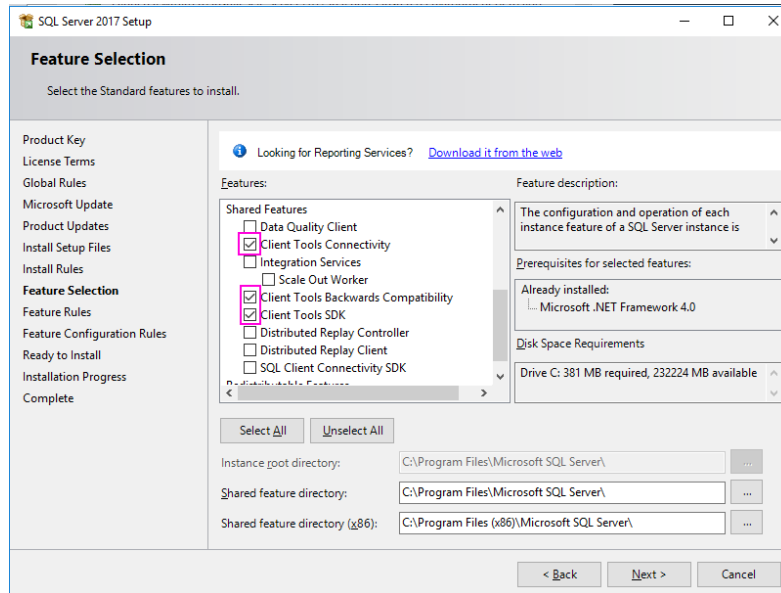 SQL Server 2017 Setup
Feature Selection
Select the Standard features to install.
Product Key
License Terms
Global Rules
Microsoft Update
Product Updates
Install Setup Files
Install Rules
Feature Selection
Feature Rules
Feature Configuration Rules
Ready to Install
Installation Progress
Complete
Looking for Reporting Services? Download it from the web
Features:
Shared Features
Data Quality Client
Client Tools Connectivity
Integration Services
Scale Out Worker
Client Tools Backwards Compatibility
Client Tools SDK
Distributed Replay Controller
Distributed Replay Client
SQL Client Connectivity SDK
Redistributable Features
Feature description:
The configuration and operation of each
instance feature of a SQL Server instance is
Prerequisites for selected features:
Already installed:
Microsoft .NET Framework 4.0
Disk Space Requirements
Drive C: 381 MB required, 232224 MB available
Select All
Unselect All
Instance root directory:
C:\Program Files\Microsoft SQL Server\
...
Shared feature directory:
C:\Program Files\Microsoft SQL Server\
...
Shared feature directory (x86):
C:\Program Files (x86)\Microsoft SQL Server\
...
< Back
Next >
Cancel